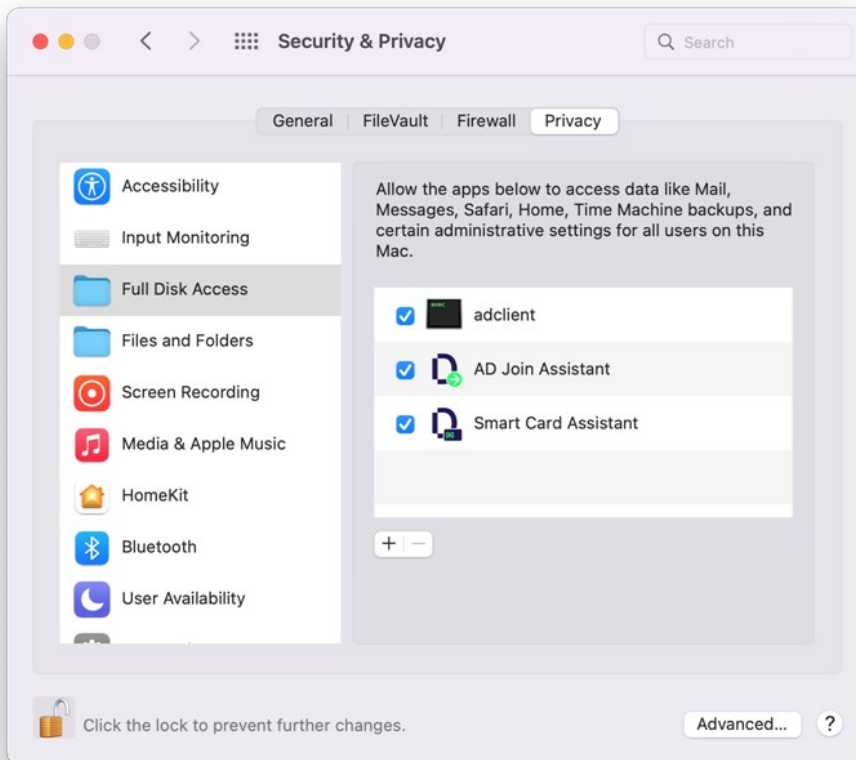 Security & Privacy
Search
General
FileVault
Firewall
Privacy
Accessibility
Input Monitoring
Full Disk Access
Files and Folders
Screen Recording
Media & Apple Music
HomeKit
Bluetooth
User Availability
Allow the apps below to access data like Mail,
Messages, Safari, Home, Time Machine backups, and
certain administrative settings for all users on this
Mac.
adclient
AD Join Assistant
Smart Card Assistant
Click the lock to prevent further changes.
Advanced...
?